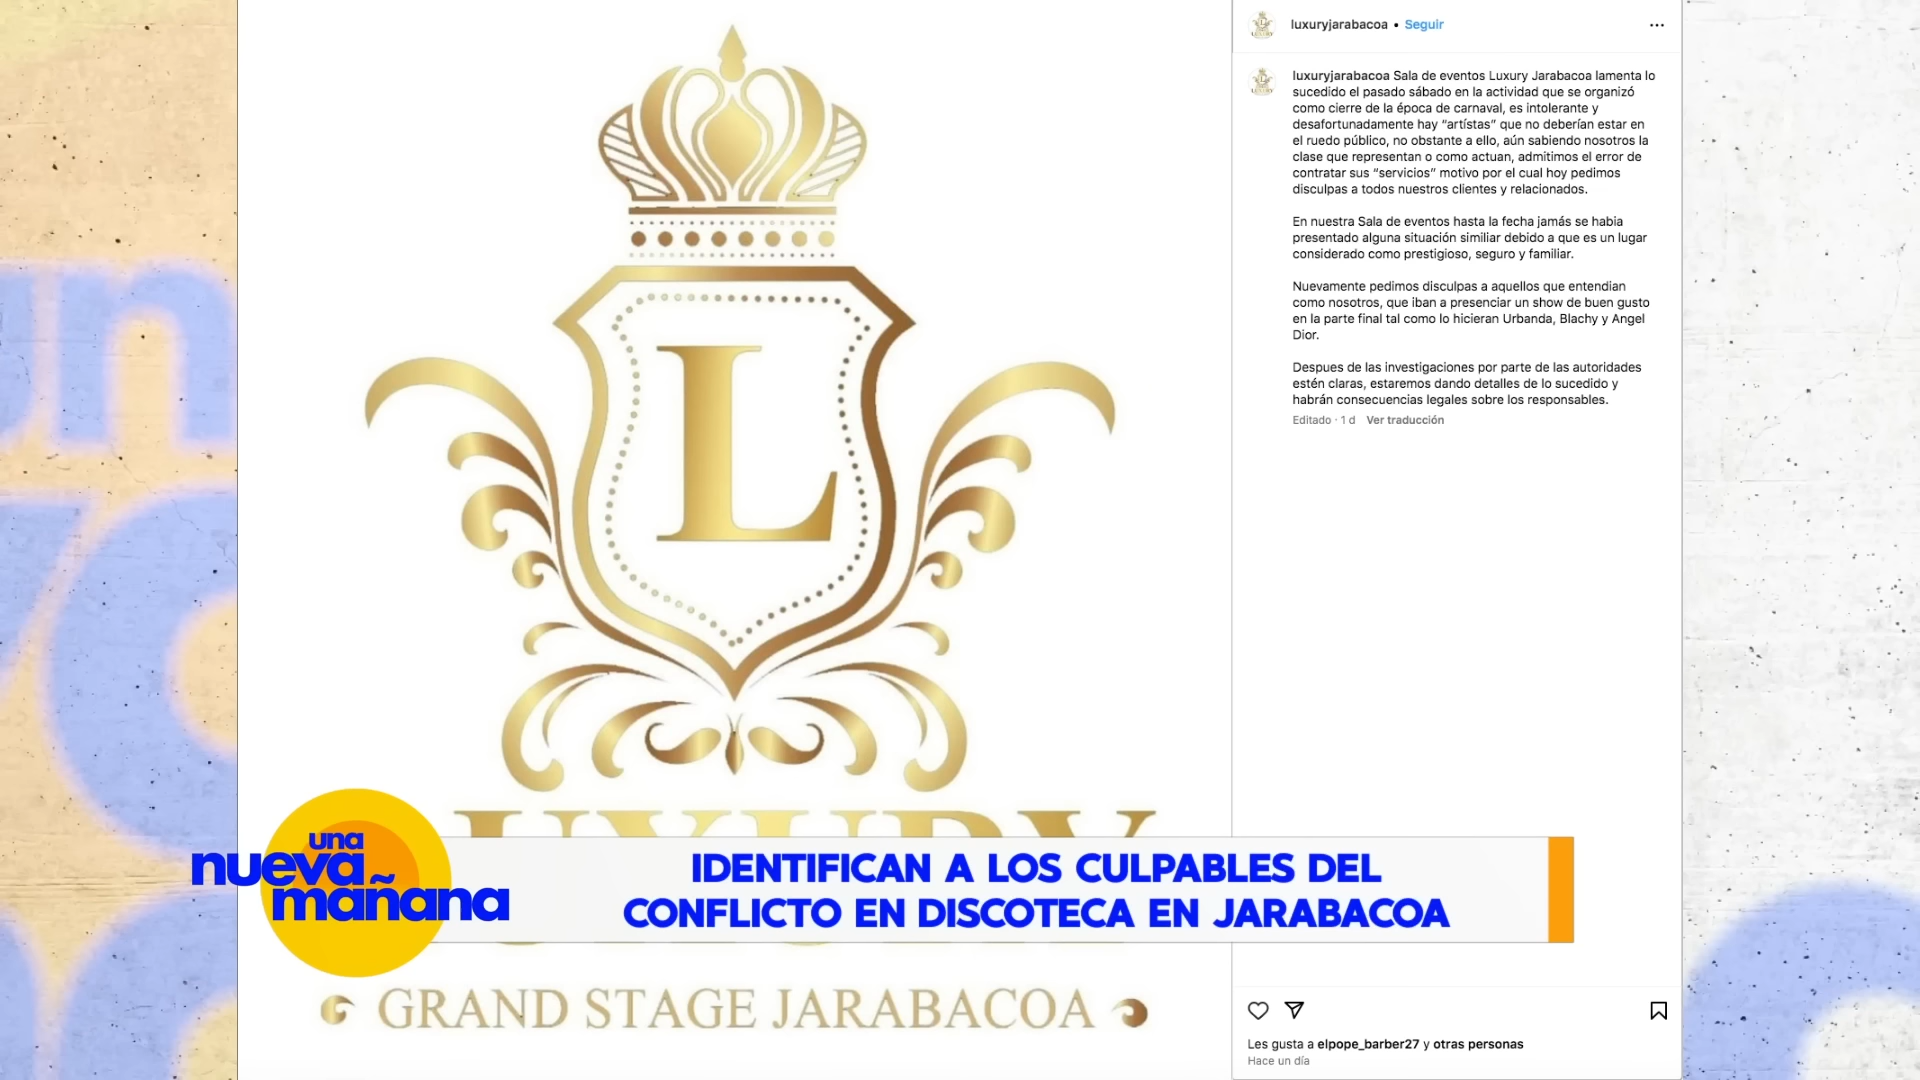 luxuryjarabacoa • Seguir
luxuryjarabacoa Sala de eventos Luxury Jarabacoa lamenta lo
sucedido el pasado sábado en la actividad que se organizó
como cierre de la época de carnaval, es intolerante y
desafortunadamente hay “artístas” que no deberían estar en
el ruedo público, no obstante a ello, aún sabiendo nosotros la
clase que representan o como actuan, admitimos el error de
contratar sus “servicios” motivo por el cual hoy pedimos
disculpas a todos nuestros clientes y relacionados.
En nuestra Sala de eventos hasta la fecha jamás se habia
presentado alguna situación similiar debido a que es un lugar
considerado como prestigioso, seguro y familiar.
Nuevamente pedimos disculpas a aquellos que entendian
como nosotros, que iban a presenciar un show de buen gusto
en la parte final tal como lo hicieran Urbanda, Blachy y Angel
Dior.
Despues de las investigaciones por parte de las autoridades
estén claras, estaremos dando detalles de lo sucedido y
habrán consecuencias legales sobre los responsables.
Editado · 1 d Ver traducción
L
LUXURY
una
nueva
mañana
IDENTIFICAN A LOS CULPABLES DEL
CONFLICTO EN DISCOTECA EN JARABACOA
GRAND STAGE JARABACOA
Les gusta a elpope_barber27 y otras personas
Hace un día